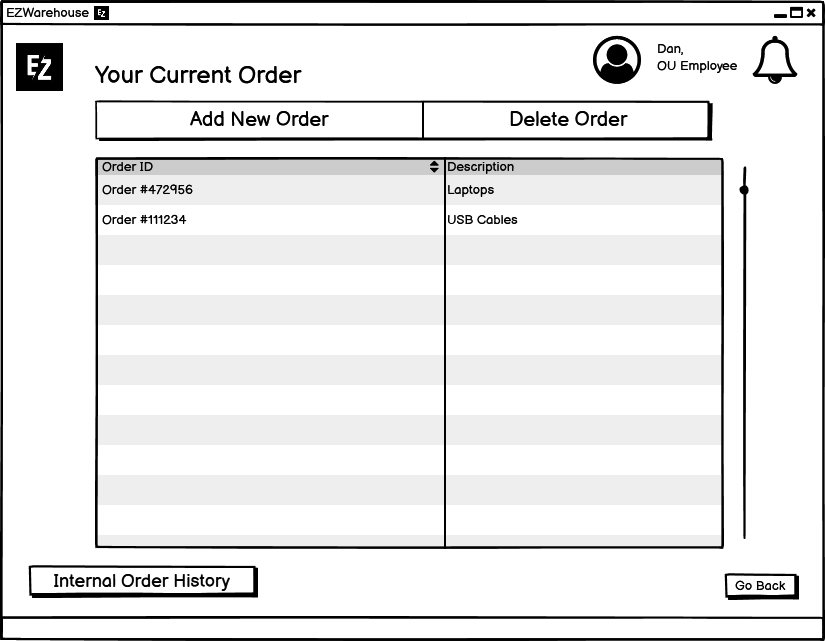 EZWarehouse EZ
EZ
Your Current Order
Dan,
OU Employee
Add New Order
Delete Order
Order ID
Description
Order #472956
Laptops
Order #111234
USB Cables
Internal Order History
Go Back